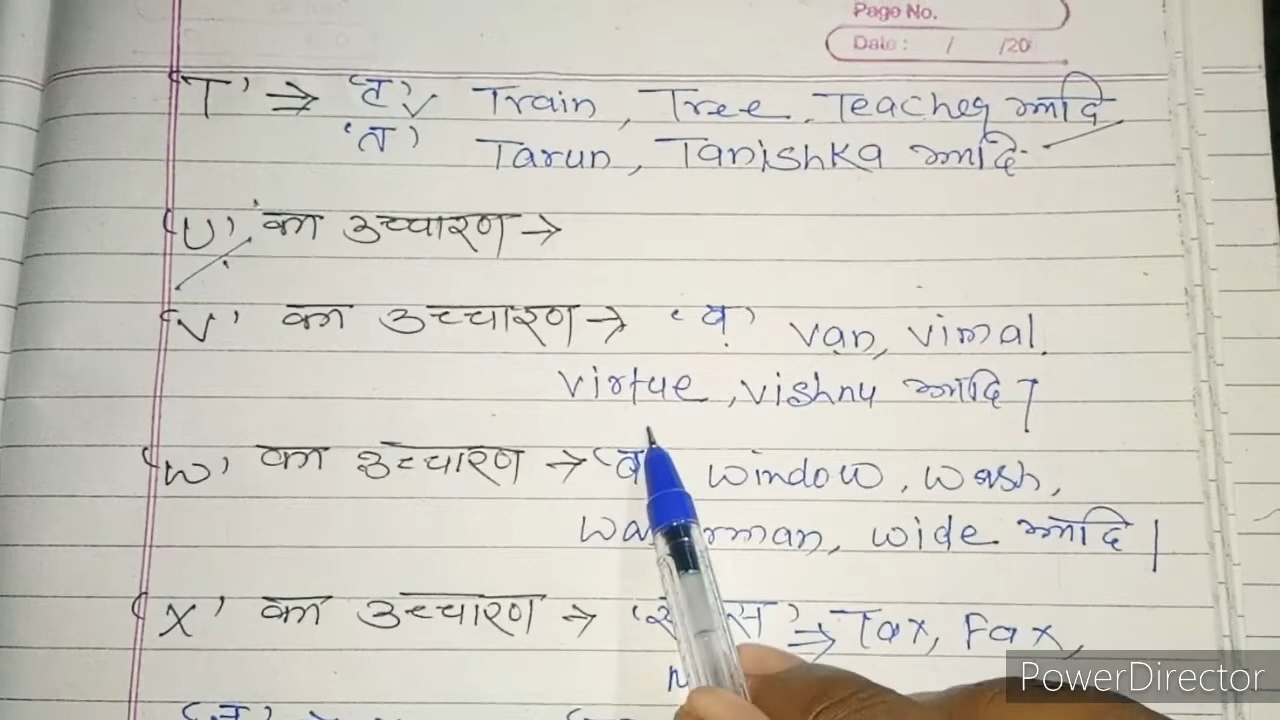 Page No.
Date : / /20
'T' ⇒ 'ट' ✓ Train, Tree, Teacher आदि
'त' Tarun, Tanishka आदि
'U' का उच्चारण →
'V' का उच्चारण → 'व' Van, Vimal,
Virtue, Vishnu आदि।
'W' का उच्चारण → 'व' Window, Wash,
wide आदि।
'X' का उच्चारण → ⇒ Tax, Fax,
PowerDirector